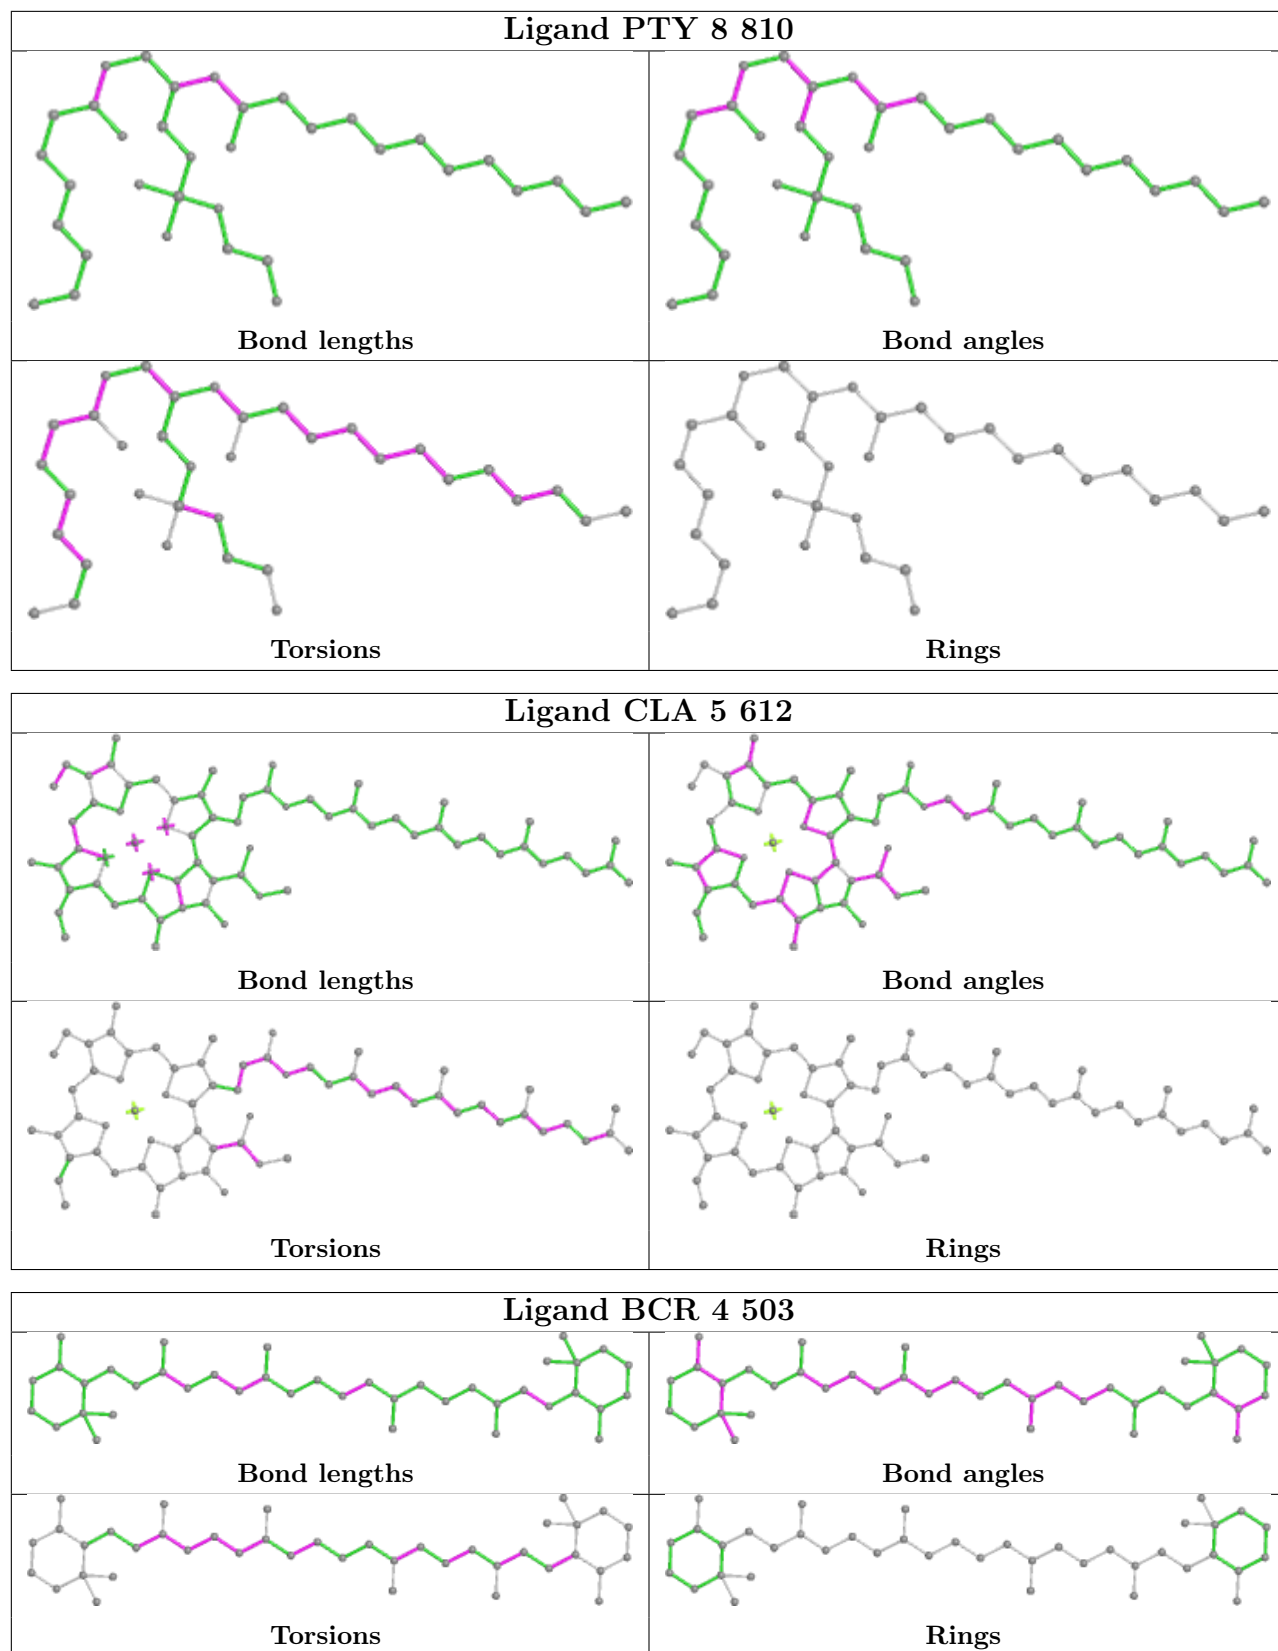 Ligand PTY 8 810
Bond lengths
Bond angles
Torsions
Rings
Ligand CLA 5 612
Bond lengths
Bond angles
Torsions
Rings
Ligand BCR 4 503
Bond lengths
Bond angles
Torsions
Rings